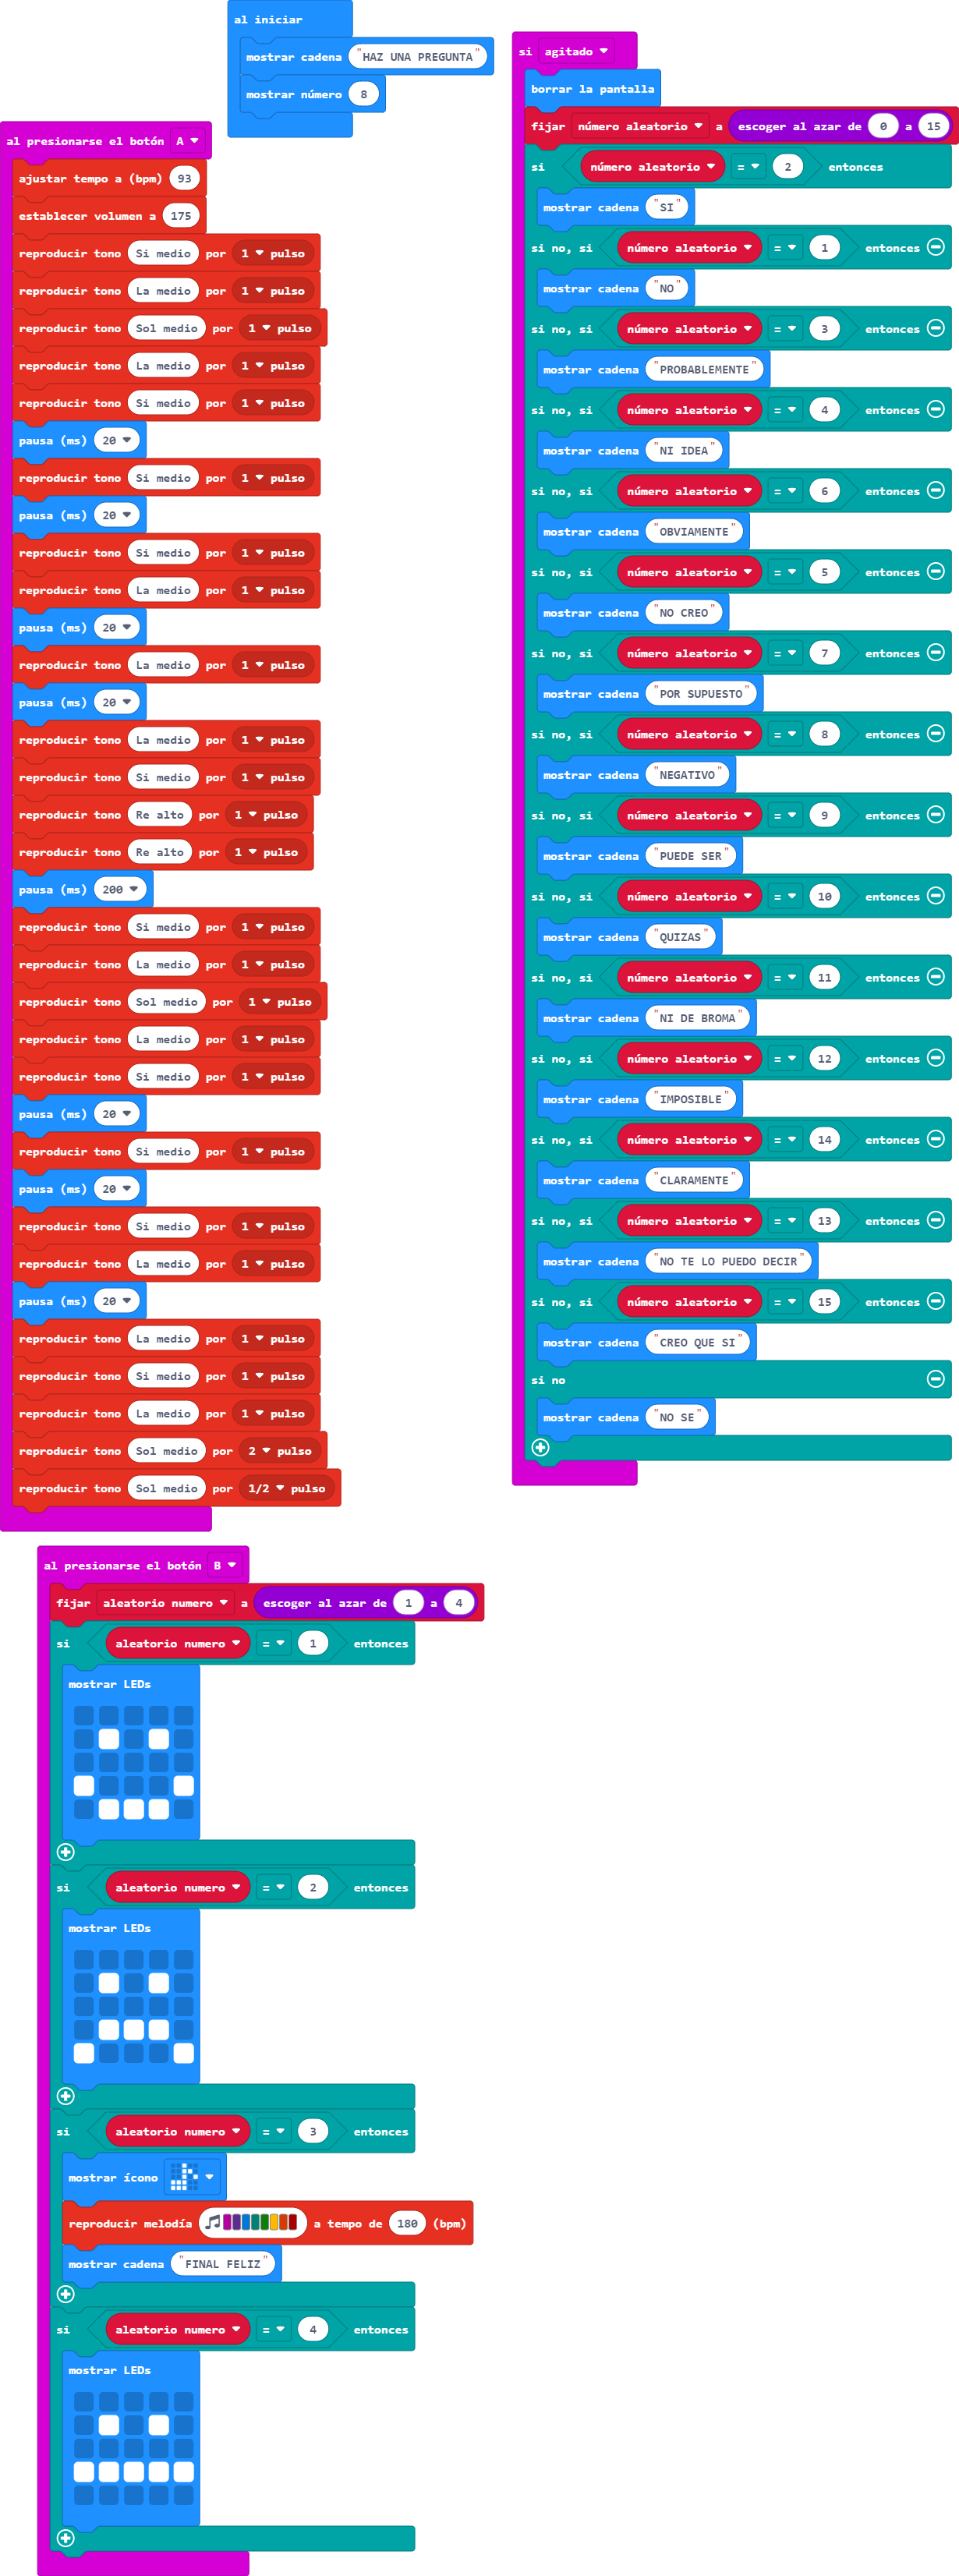 al iniciar
mostrar cadena "HAZ UNA PREGUNTA"
mostrar número 8
al presionarse el botón A
ajustar tempo a (bpm) 93
establecer volumen a 175
reproducir tono Si medio por 1 pulso
reproducir tono La medio por 1 pulso
reproducir tono Sol medio por 1 pulso
reproducir tono La medio por 1 pulso
reproducir tono Si medio por 1 pulso
pausa (ms) 20
reproducir tono Si medio por 1 pulso
pausa (ms) 20
reproducir tono Si medio por 1 pulso
reproducir tono La medio por 1 pulso
pausa (ms) 20
reproducir tono La medio por 1 pulso
pausa (ms) 20
reproducir tono La medio por 1 pulso
reproducir tono Si medio por 1 pulso
reproducir tono Re alto por 1 pulso
reproducir tono Re alto por 1 pulso
pausa (ms) 200
reproducir tono Si medio por 1 pulso
reproducir tono La medio por 1 pulso
reproducir tono Sol medio por 1 pulso
reproducir tono La medio por 1 pulso
reproducir tono Si medio por 1 pulso
pausa (ms) 20
reproducir tono Si medio por 1 pulso
pausa (ms) 20
reproducir tono Si medio por 1 pulso
reproducir tono La medio por 1 pulso
pausa (ms) 20
reproducir tono La medio por 1 pulso
reproducir tono Si medio por 1 pulso
reproducir tono La medio por 1 pulso
reproducir tono Sol medio por 2 pulso
reproducir tono Sol medio por 1/2 pulso
si agitado
borrar la pantalla
fijar número aleatorio a escoger al azar de 0 a 15
si número aleatorio = 2 entonces
mostrar cadena "SI"
si no, si número aleatorio = 1 entonces
mostrar cadena "NO"
si no, si número aleatorio = 3 entonces
mostrar cadena "PROBABLEMENTE"
si no, si número aleatorio = 4 entonces
mostrar cadena "NI IDEA"
si no, si número aleatorio = 6 entonces
mostrar cadena "OBVIAMENTE"
si no, si número aleatorio = 5 entonces
mostrar cadena "NO CREO"
si no, si número aleatorio = 7 entonces
mostrar cadena "POR SUPUESTO"
si no, si número aleatorio = 8 entonces
mostrar cadena "NEGATIVO"
si no, si número aleatorio = 9 entonces
mostrar cadena "PUEDE SER"
si no, si número aleatorio = 10 entonces
mostrar cadena "QUIZAS"
si no, si número aleatorio = 11 entonces
mostrar cadena "NI DE BROMA"
si no, si número aleatorio = 12 entonces
mostrar cadena "IMPOSIBLE"
si no, si número aleatorio = 14 entonces
mostrar cadena "CLARAMENTE"
si no, si número aleatorio = 13 entonces
mostrar cadena "NO TE LO PUEDO DECIR"
si no, si número aleatorio = 15 entonces
mostrar cadena "CREO QUE SI"
si no
mostrar cadena "NO SE"
al presionarse el botón B
fijar aleatorio numero a escoger al azar de 1 a 4
si aleatorio numero = 1 entonces
mostrar LEDs
si aleatorio numero = 2 entonces
mostrar LEDs
si aleatorio numero = 3 entonces
mostrar ícono
reproducir melodía a tempo de 180 (bpm)
mostrar cadena "FINAL FELIZ"
si aleatorio numero = 4 entonces
mostrar LEDs